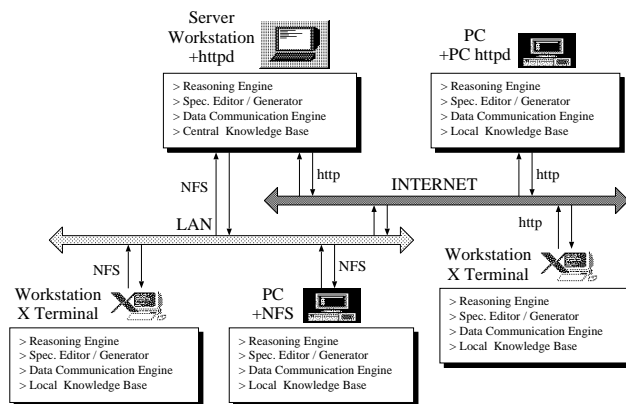 Server
Workstation
+httpd
> Reasoning Engine
> Spec. Editor / Generator
> Data Communication Engine
> Central Knowledge Base
PC
+PC httpd
> Reasoning Engine
> Spec. Editor / Generator
> Data Communication Engine
> Local Knowledge Base
NFS
http
http
INTERNET
LAN
http
NFS
NFS
Workstation
X Terminal
> Reasoning Engine
> Spec. Editor / Generator
> Data Communication Engine
> Local Knowledge Base
PC
+NFS
> Reasoning Engine
> Spec. Editor / Generator
> Data Communication Engine
> Local Knowledge Base
Workstation
X Terminal
> Reasoning Engine
> Spec. Editor / Generator
> Data Communication Engine
> Local Knowledge Base